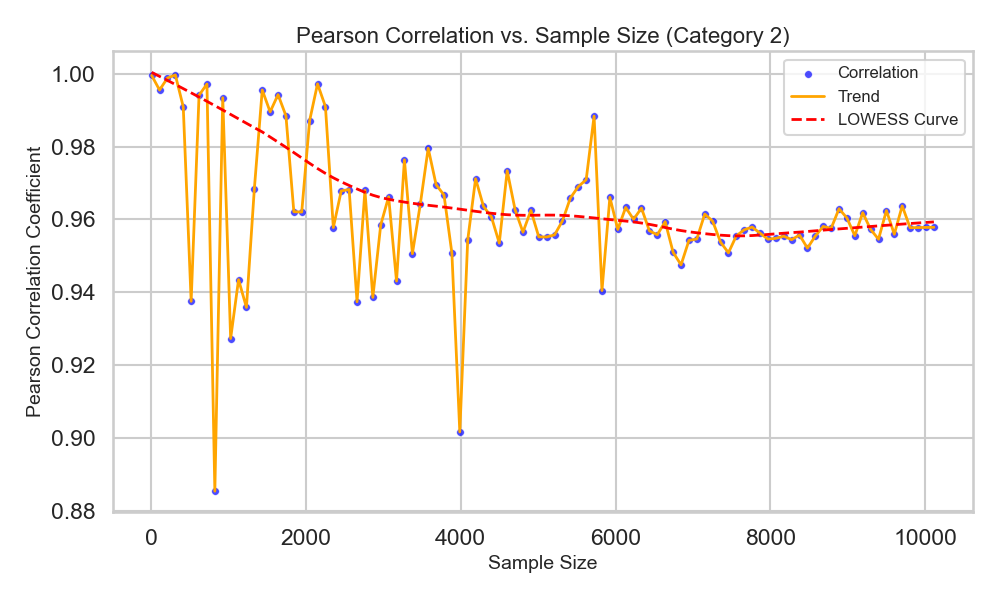 Pearson Correlation vs. Sample Size (Category 2)
Correlation
Trend
LOWESS Curve
Pearson Correlation Coefficient
1.00
0.98
0.96
0.94
0.92
0.90
0.88
0
2000
4000
6000
8000
10000
Sample Size